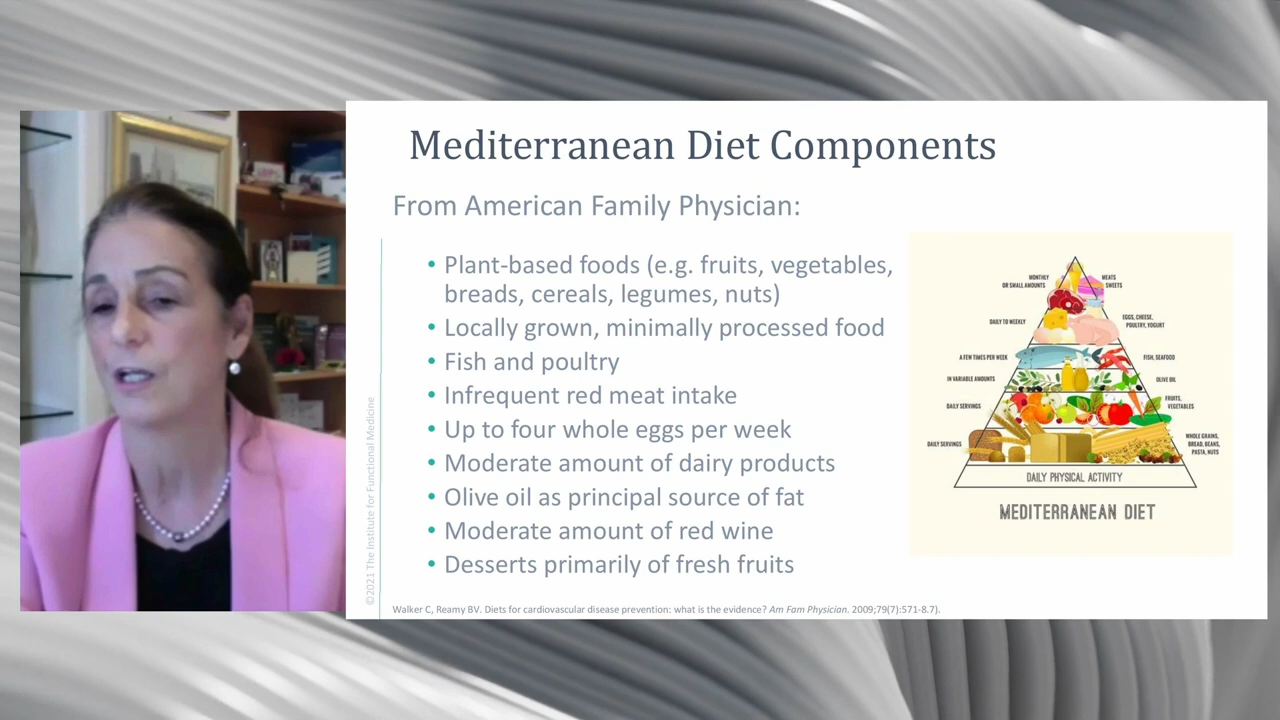 Mediterranean Diet Components
From American Family Physician:
• Plant-based foods (e.g. fruits, vegetables,
breads, cereals, legumes, nuts)
• Locally grown, minimally processed food
• Fish and poultry
• Infrequent red meat intake
• Up to four whole eggs per week
• Moderate amount of dairy products
• Olive oil as principal source of fat
• Moderate amount of red wine
• Desserts primarily of fresh fruits
©2021 The Institute for Functional Medicine
Walker C, Reamy BV. Diets for cardiovascular disease prevention: what is the evidence? Am Fam Physician. 2009;79(7):571-8.7).
MONTHLY
OR SMALL AMOUNTS
MEATS
SWEETS
DAILY TO WEEKLY
EGGS, CHEESE,
POULTRY, YOGURT
A FEW TIMES PER WEEK
FISH, SEAFOOD
IN VARIABLE AMOUNTS
OLIVE OIL
DAILY SERVINGS
FRUITS,
VEGETABLES
DAILY SERVINGS
WHOLE GRAINS,
BREAD, BEANS,
PASTA, NUTS
DAILY PHYSICAL ACTIVITY
MEDITERRANEAN DIET